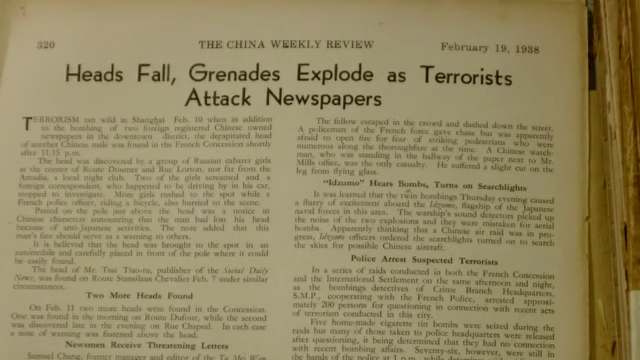 320
THE CHINA WEEKLY REVIEW
February 19, 1938
Heads Fall, Grenades Explode as Terrorists
Attack Newspapers
TERRORISM ran wild in Shanghai Feb. 10 when in addition
to the bombing of two foreign registered Chinese owned
newspapers in the downtown district, the decapitated head
of another Chinese male was found in the French Concession shortly
after 11:15 p.m.
The head was discovered by a group of Russian cabaret girls
at the corner of Route Doumer and Rue Lorton, not far from the
Arcadia, a local night club. Two of the girls screamed and a
foreign correspondent, who happened to be driving by in his car,
stopped to investigate. More girls rushed to the spot while a
French police officer, riding a bicycle, also hurried to the scene.
Pasted on the pole just above the head was a notice in
Chinese characters announcing that the man had lost his head
because of anti-Japanese activities. The note added that this
man's fate should serve as a warning to others.
It is believed that the head was brought to the spot in an
automobile and carefully placed in front of the pole where it could
be easily found.
The head of Mr. Tsai Tiao-tu, publisher of the Social Daily
News, was found on Route Stanislaus Chevalier Feb. 7 under similar
circumstances.
Two More Heads Found
On Feb. 11 two more heads were found in the Concession.
One was found in the morning on Route Dufour, while the second
was discovered late in the evening on Rue Chapsal. In each case
a note of warning was fastened above the head.
Newsmen Receive Threatening Letters
Samuel Chang, former manager and editor of the Ta Mei Wan
The fellow escaped in the crowd and dashed down the street.
A policeman of the French force gave chase but was apparently
afraid to open fire for fear of striking pedestrians who were
numerous along the thoroughfare at the time. A Chinese watch-
man, who was standing in the hallway of the paper next to Mr.
Mills office, was the only casualty. He suffered a slight cut on the
leg from flying glass.
"Idzumo" Hears Bombs, Turns on Searchlights
It was learned that the twin bombings Thursday evening caused
a flurry of excitement aboard the Idzumo, flagship of the Japanese
naval forces in this area. The warship's sound detectors picked up
the noise of the two explosions and they were mistaken for aerial
bombs. Apparently thinking that a Chinese air raid was in pro-
gress, Idzumo officers ordered the searchlights turned on to search
the skies for possible Chinese aircraft.
Police Arrest Suspected Terrorists
In a series of raids conducted in both the French Concession
and the International Settlement on the same afternoon and night,
as the bombings detectives of Crime Branch Headquarters,
S.M.P., cooperating with the French Police, arrested approxi-
mately 200 persons for questioning in connection with recent acts
of terrorism conducted in this city.
Five home-made cigarette tin bombs were seized during the
raids but many of those taken to police headquarters were released
after questioning, it being determined that they had no connection
with recent bombing affairs. Seventy-six, however, were still in
the hands of the police at 1 p.m. while